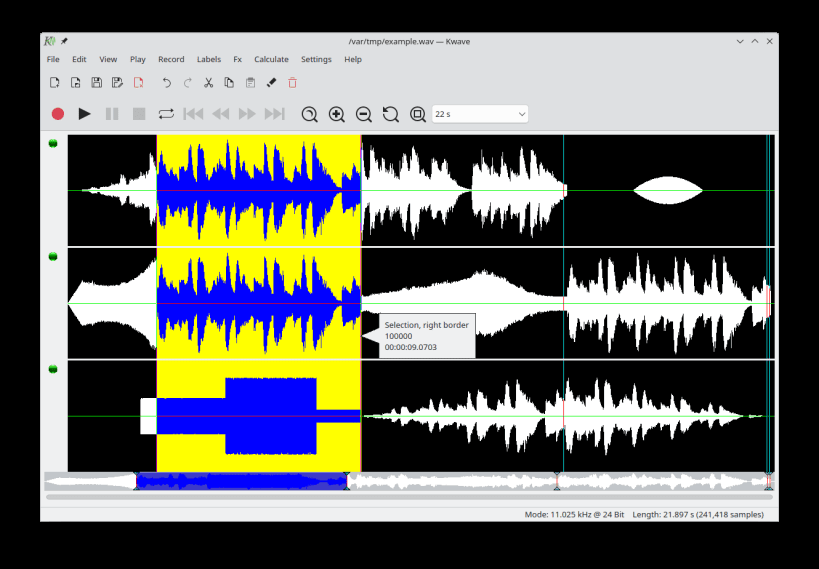 /var/tmp/example.wav — Kwave
File Edit View Play Record Labels Fx Calculate Settings Help
22 s
Selection, right border
100000
00:00:09.0703
Mode: 11.025 kHz @ 24 Bit Length: 21.897 s (241,418 samples)